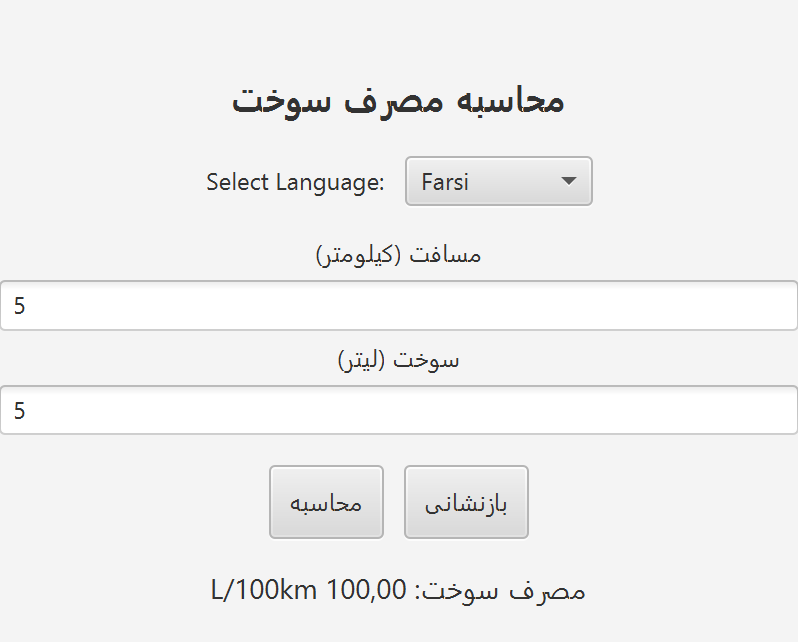 محاسبه مصرف سوخت
Select Language: Farsi
مسافت (کیلومتر)
5
سوخت (لیتر)
5
محاسبه بازنشانی
مصرف سوخت: 100,00 L/100km